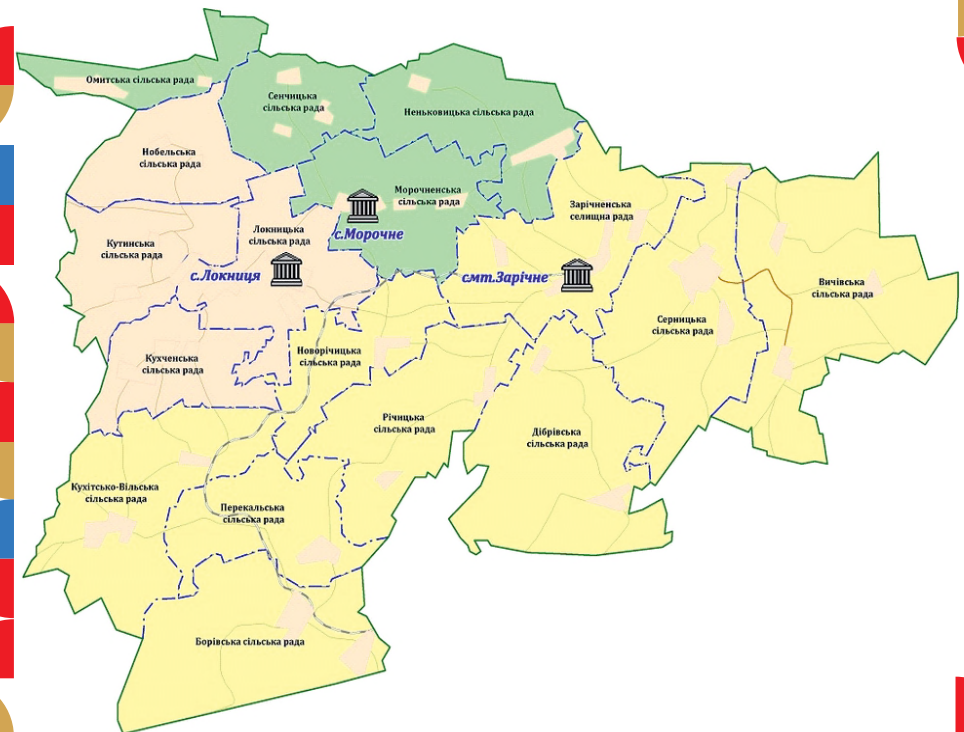 Омитська сільська рада
Сенчицька
сільська рада
Неньковицька сільська рада
Нобельська
сільська рада
Морочненська
сільська рада
Зарічненська
селищна рада
Кутинська
сільська рада
Локницька
сільська рада
с.Морочне
с.Локниця
смт.Зарічне
Вичівська
сільська рада
Серницька
сільська рада
Кухченська
сільська рада
Новорічицька
сільська рада
Річицька
сільська рада
Дібрівська
сільська рада
Кухітсько-Вільська
сільська рада
Перекальська
сільська рада
Борівська сільська рада